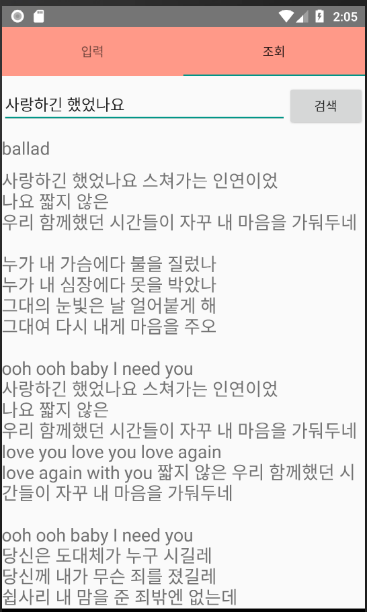 2:05
입력
조회
사랑하긴 했었나요
검색
ballad
사랑하긴 했었나요 스쳐가는 인연이었
나요 짧지 않은
우리 함께했던 시간들이 자꾸 내 마음을 가둬두네
누가 내 가슴에다 불을 질렀나
누가 내 심장에다 못을 박았나
그대의 눈빛은 날 얼어붙게 해
그대여 다시 내게 마음을 주오
ooh ooh baby I need you
사랑하긴 했었나요 스쳐가는 인연이었
나요 짧지 않은
우리 함께했던 시간들이 자꾸 내 마음을 가둬두네
love you love you love again
love again with you 짧지 않은 우리 함께했던 시
간들이 자꾸 내 마음을 가둬두네
ooh ooh baby I need you
당신은 도대체가 누구 시길레
당신께 내가 무슨 죄를 졌길레
쉽사리 내 맘을 준 죄밖엔 없는데